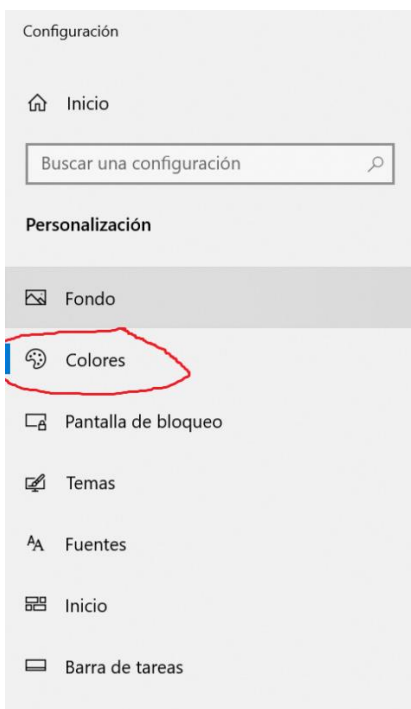 Configuración
Inicio
Buscar una configuración
Personalización
Fondo
Colores
Pantalla de bloqueo
Temas
Fuentes
Inicio
Barra de tareas